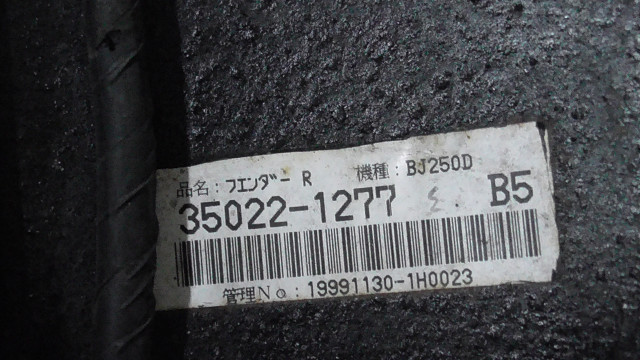 品名：フエンダー R 機種：BJ250D
35022-1277 B5
管理No：19991130-1H0023